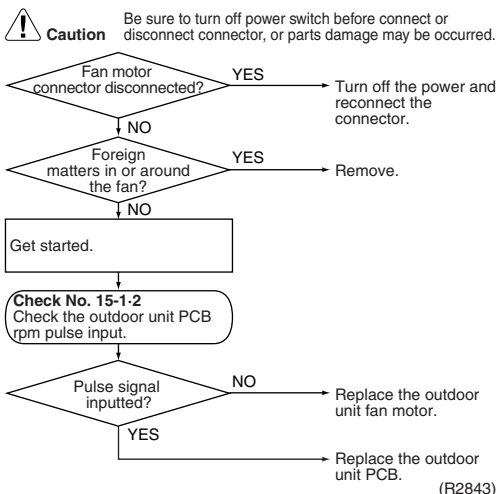 Be sure to turn off power switch before connect or
Caution disconnect connector, or parts damage may be occurred.
Fan motor
connector disconnected?
YES
Turn off the power and
reconnect the
connector.
NO
Foreign
matters in or around
the fan?
YES
Remove.
NO
Get started.
Check No. 15-1·2
Check the outdoor unit PCB
rpm pulse input.
Pulse signal
inputted?
NO
Replace the outdoor
unit fan motor.
YES
Replace the outdoor
unit PCB.
(R2843)